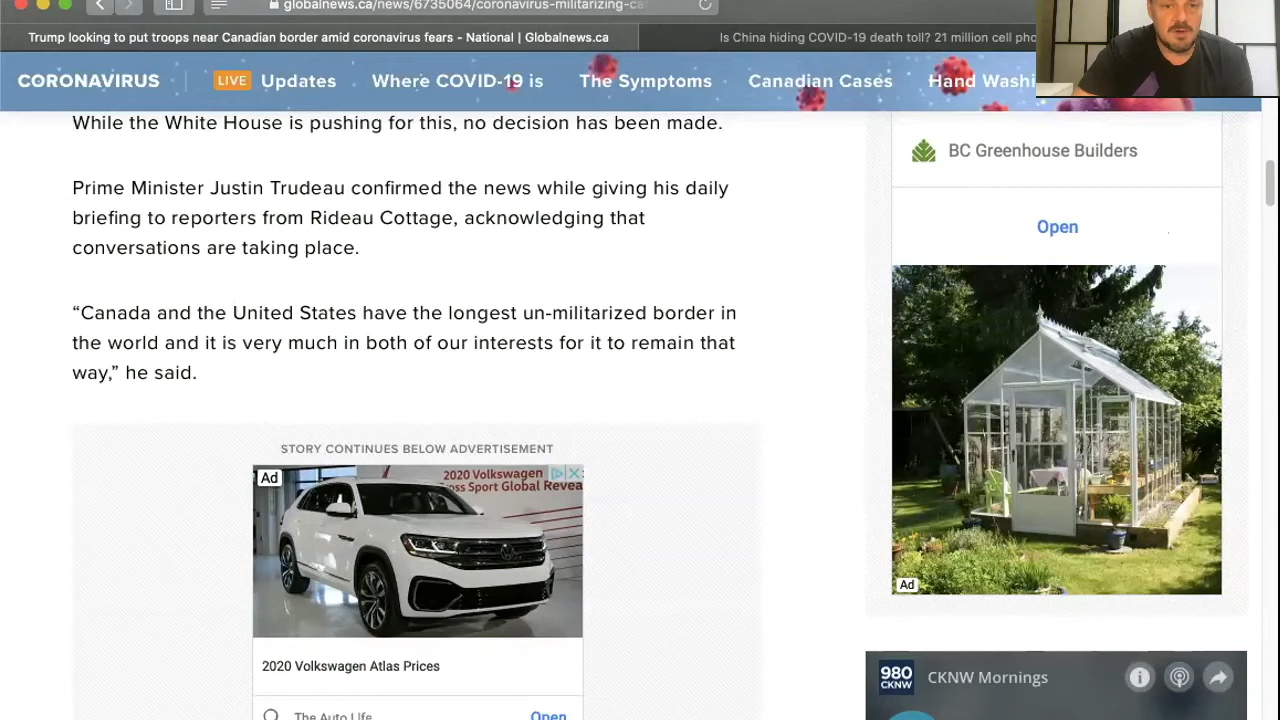 globalnews.ca/news/6735064/coronavirus-militarizing-ca
Trump looking to put troops near Canadian border amid coronavirus fears - National | Globalnews.ca
Is China hiding COVID-19 death toll? 21 million cell pho
CORONAVIRUS
LIVE Updates
Where COVID-19 is
The Symptoms
Canadian Cases
Hand Washi
While the White House is pushing for this, no decision has been made.
Prime Minister Justin Trudeau confirmed the news while giving his daily
briefing to reporters from Rideau Cottage, acknowledging that
conversations are taking place.
“Canada and the United States have the longest un-militarized border in
the world and it is very much in both of our interests for it to remain that
way,” he said.
STORY CONTINUES BELOW ADVERTISEMENT
Ad
2020 Volkswagen
oss Sport Global Revea
2020 Volkswagen Atlas Prices
The Auto Life
Open
BC Greenhouse Builders
Open
Ad
980
CKNW
CKNW Mornings